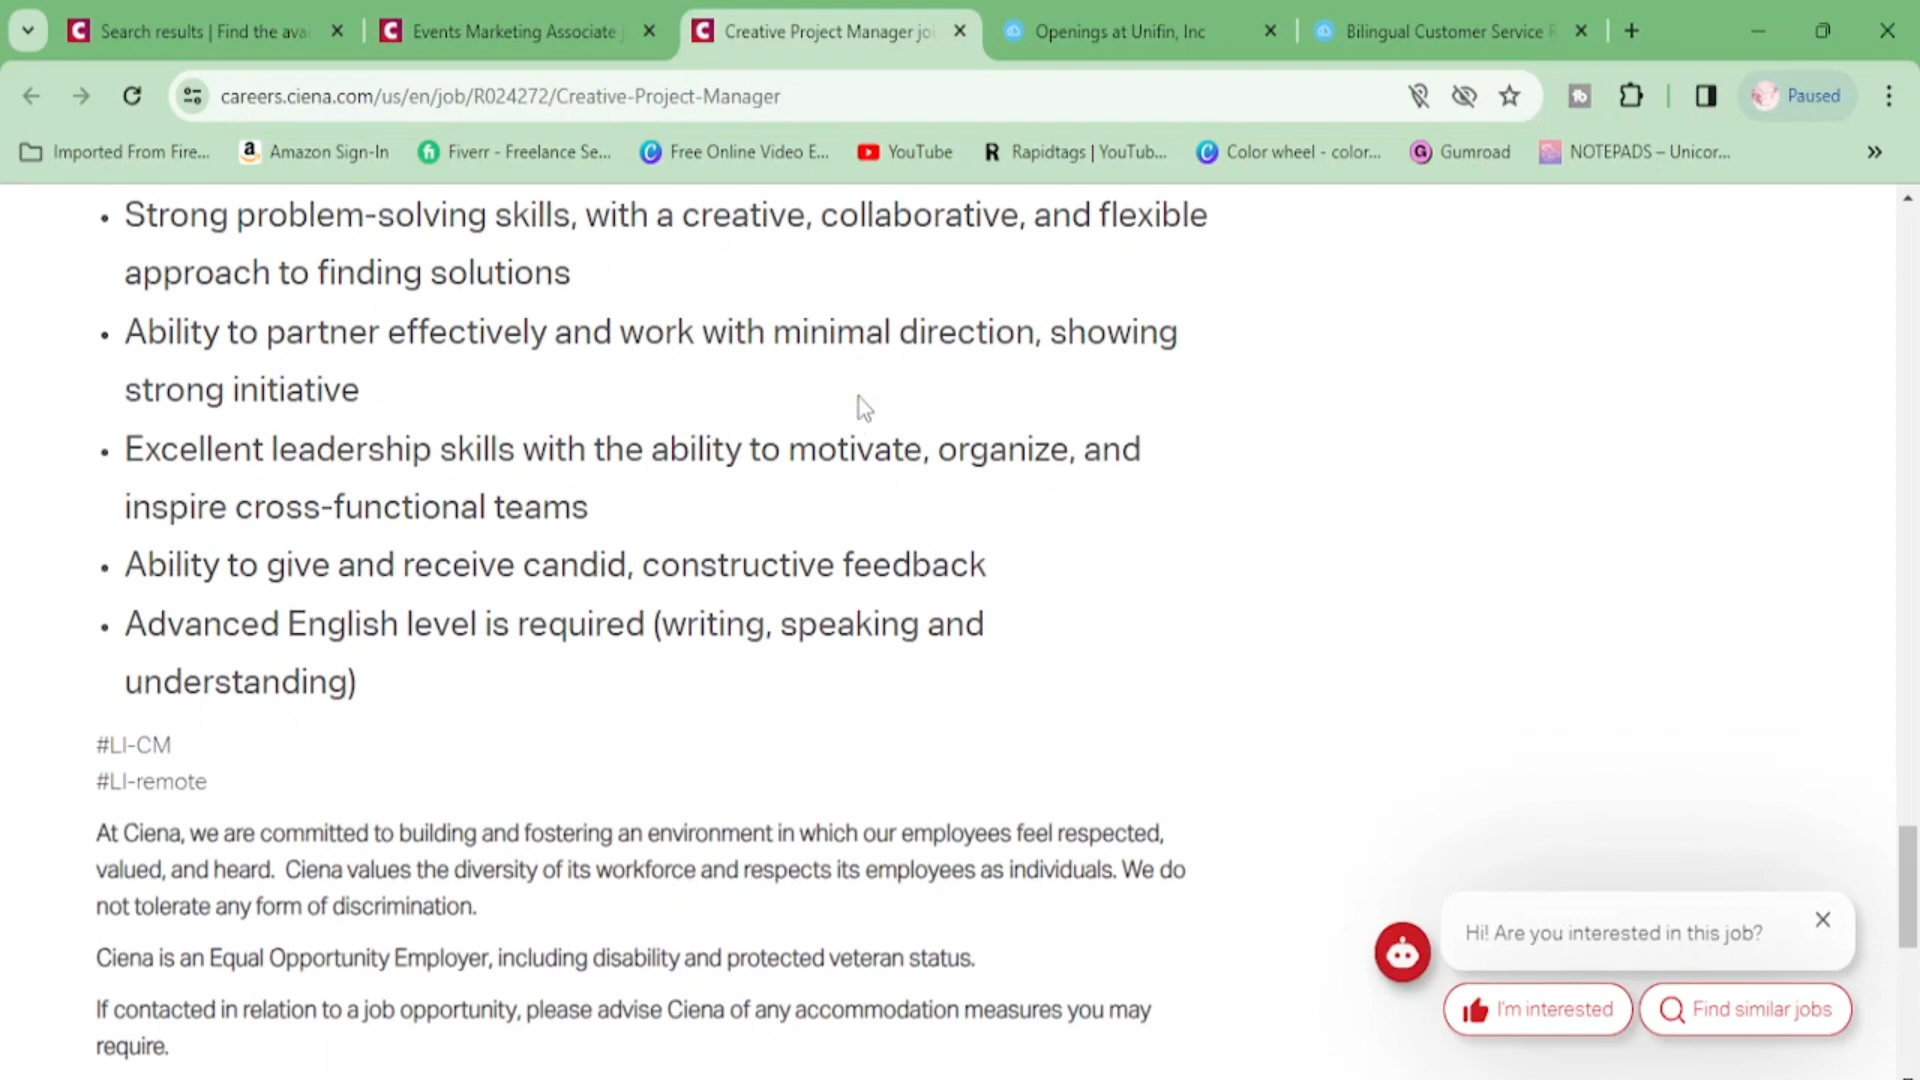 Search results | Find the ava
Events Marketing Associate j
Creative Project Manager jo
Openings at Unifin, Inc
Bilingual Customer Service R
careers.ciena.com/us/en/job/R024272/Creative-Project-Manager
Paused
Imported From Fire...
Amazon Sign-In
Fiverr - Freelance Se...
Free Online Video E...
YouTube
Rapidtags | YouTub...
Color wheel - color...
Gumroad
NOTEPADS – Unicor...
• Strong problem-solving skills, with a creative, collaborative, and flexible
approach to finding solutions
• Ability to partner effectively and work with minimal direction, showing
strong initiative
• Excellent leadership skills with the ability to motivate, organize, and
inspire cross-functional teams
• Ability to give and receive candid, constructive feedback
• Advanced English level is required (writing, speaking and
understanding)
#LI-CM
#LI-remote
At Ciena, we are committed to building and fostering an environment in which our employees feel respected,
valued, and heard.  Ciena values the diversity of its workforce and respects its employees as individuals. We do
not tolerate any form of discrimination.
Ciena is an Equal Opportunity Employer, including disability and protected veteran status.
If contacted in relation to a job opportunity, please advise Ciena of any accommodation measures you may
require.
Hi! Are you interested in this job?
I'm interested
Find similar jobs